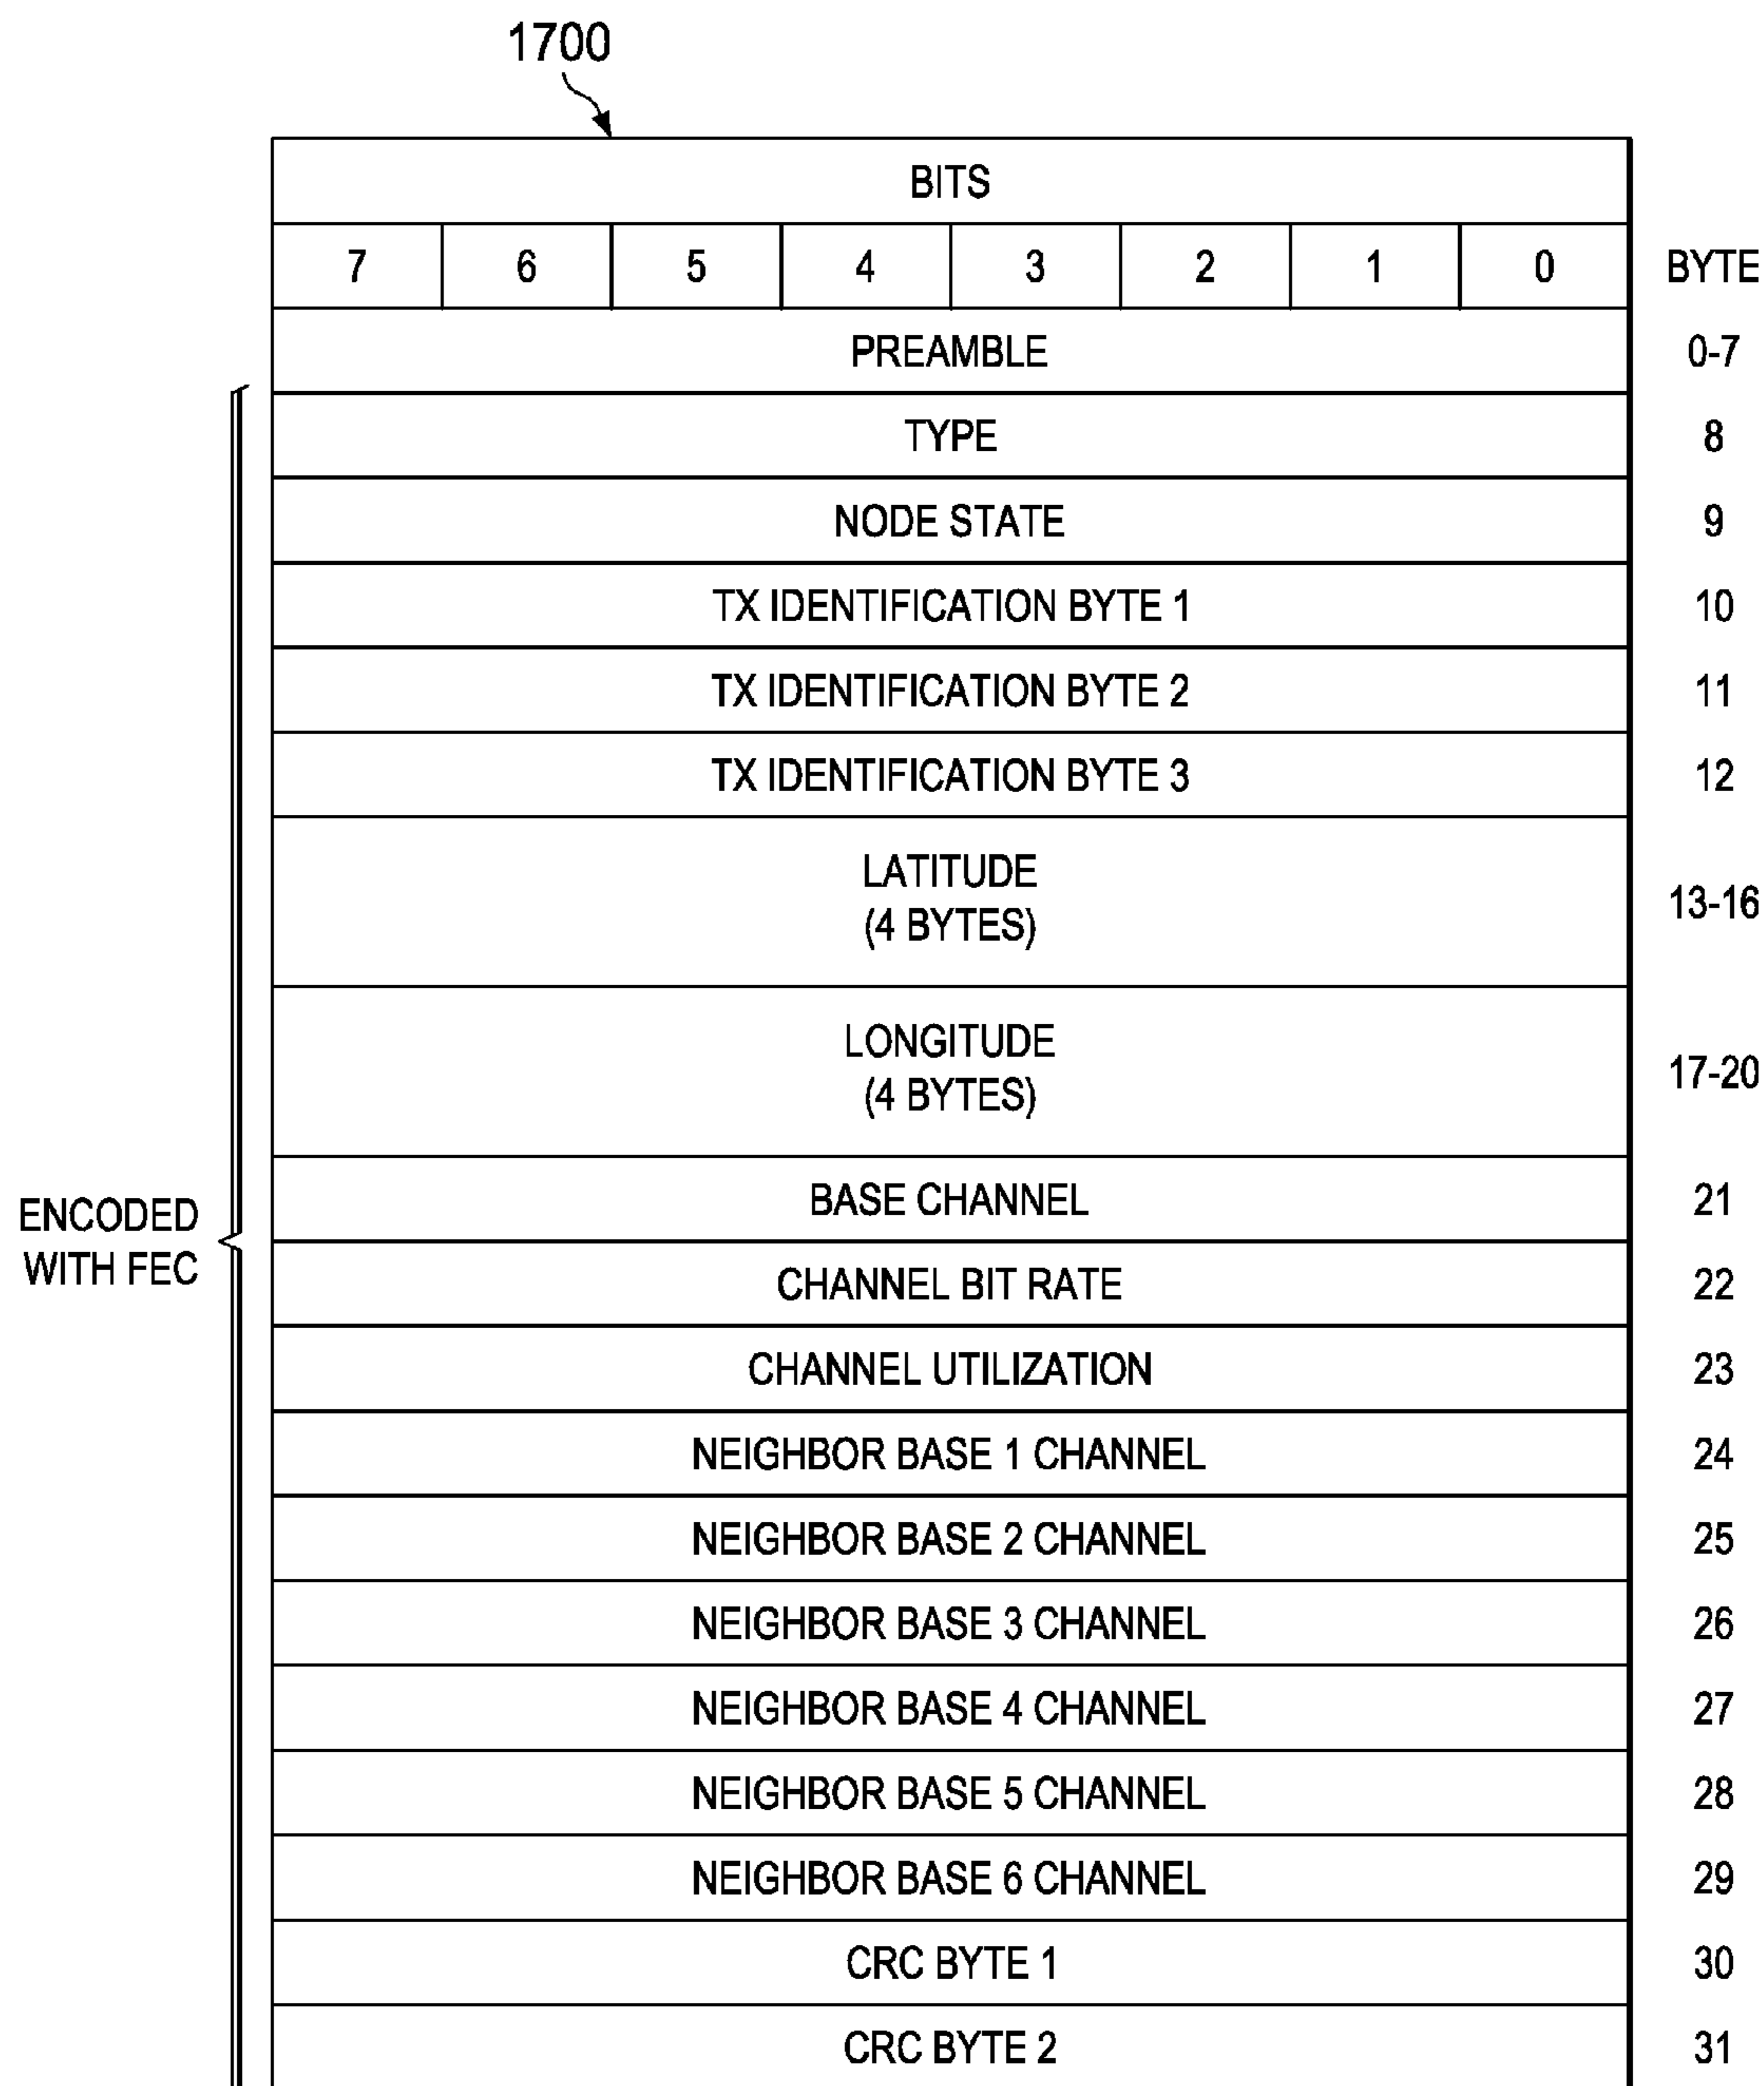 1700
BITS
7 6 5 4 3 2 1 0 BYTE
PREAMBLE 0-7
TYPE 8
NODE STATE 9
TX IDENTIFICATION BYTE 1 10
TX IDENTIFICATION BYTE 2 11
TX IDENTIFICATION BYTE 3 12
LATITUDE
(4 BYTES) 13-16
LONGITUDE
(4 BYTES) 17-20
BASE CHANNEL 21
ENCODED
WITH FEC
CHANNEL BIT RATE 22
CHANNEL UTILIZATION 23
NEIGHBOR BASE 1 CHANNEL 24
NEIGHBOR BASE 2 CHANNEL 25
NEIGHBOR BASE 3 CHANNEL 26
NEIGHBOR BASE 4 CHANNEL 27
NEIGHBOR BASE 5 CHANNEL 28
NEIGHBOR BASE 6 CHANNEL 29
CRC BYTE 1 30
CRC BYTE 2 31